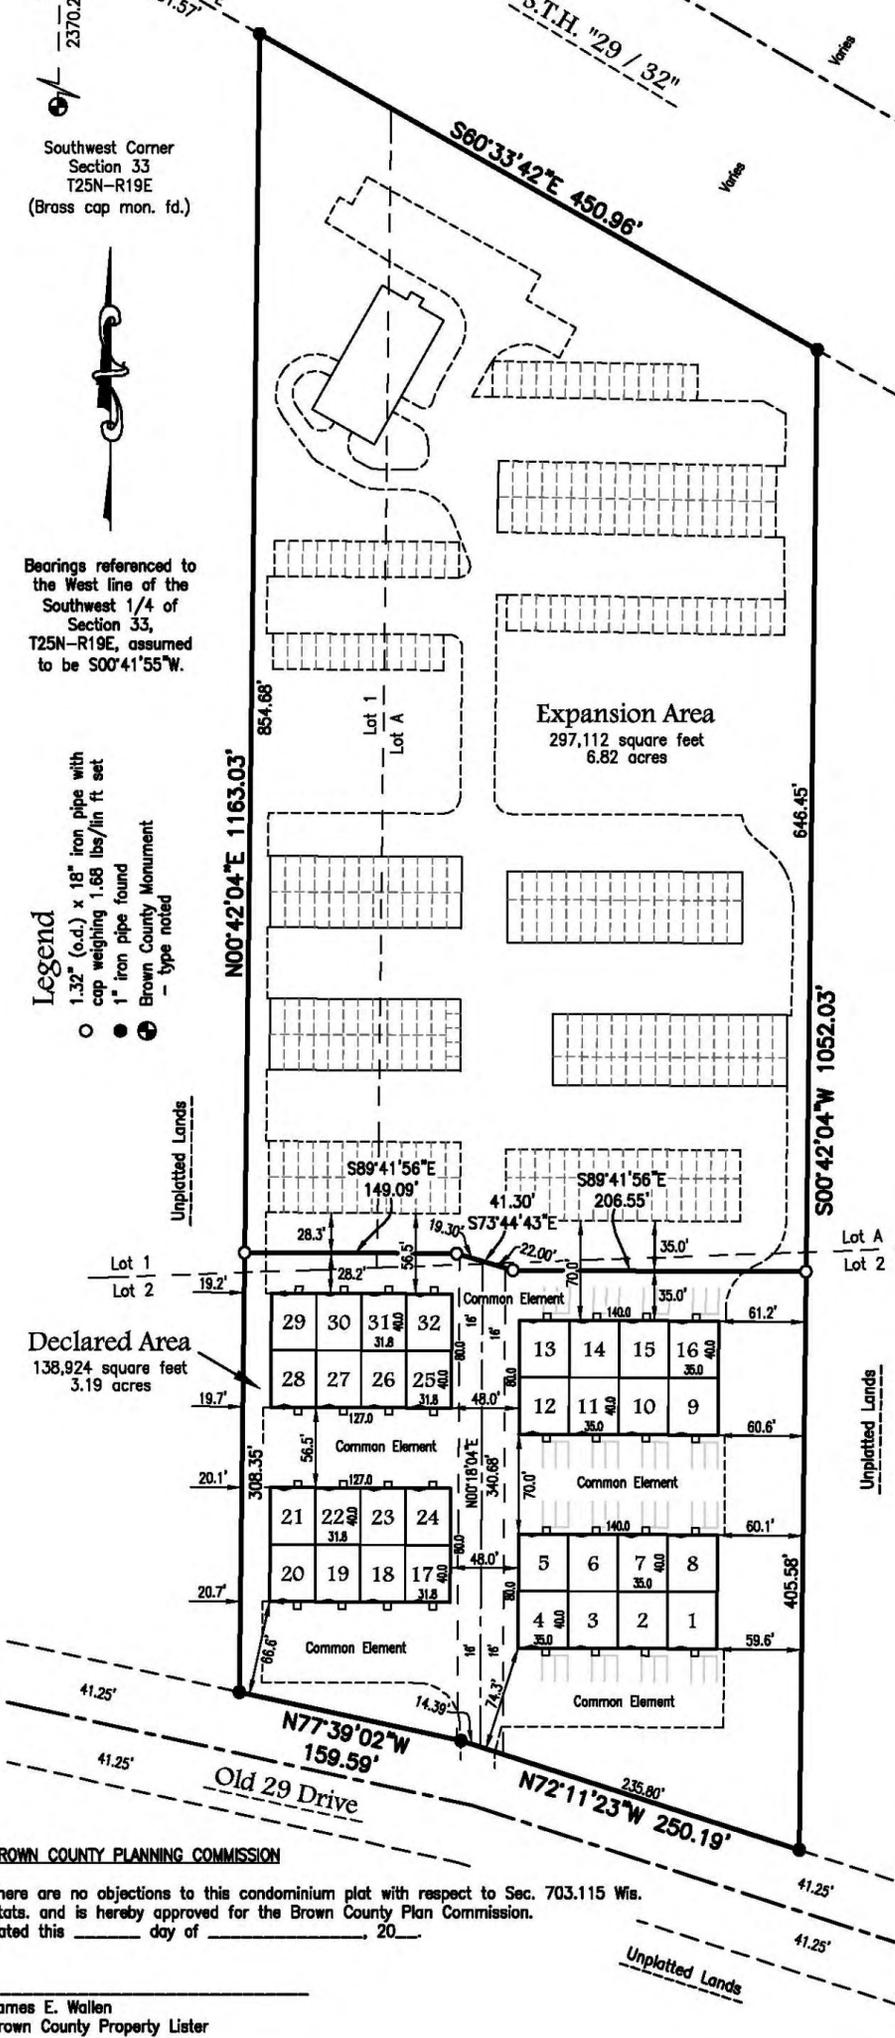 S.T.H. "29 / 32"
Varies
Varies
2370.2
.57'
E
Southwest Corner
Section 33
T25N-R19E
(Brass cap mon. fd.)
S60°33'42"E 450.96'
Bearings referenced to
the West line of the
Southwest 1/4 of
Section 33,
T25N-R19E, assumed
to be S00°41'55"W.
854.68'
Lot 1
Lot A
Expansion Area
297,112 square feet
6.82 acres
646.45'
N00°42'04"E 1163.03'
Legend
1.32" (o.d.) x 18" iron pipe with
cap weighing 1.68 lbs/lin ft set
1" iron pipe found
Brown County Monument
- type noted
S00°42'04"W 1052.03'
Unplatted Lands
S89°41'56"E
149.09'
41.30'
S73°44'43"E
S89°41'56"E
206.55'
19.30'
22.00'
28.3'
56.5'
70.0'
35.0'
Lot A
Lot 2
Lot 1
Lot 2
28.2'
35.0'
19.2'
Common Element
16'
16'
140.0
61.2'
29 30 31 32
40.0
31.8
80.0
13 14 15 16
40.0
35.0
80.0
Declared Area
138,924 square feet
3.19 acres
28 27 26 25
40.0
31.8
12 11 10 9
40.0
35.0
19.7'
127.0
48.0'
60.6'
Unplatted Lands
308.35'
56.5'
Common Element
N00°18'04"E
340.68'
70.0'
Common Element
20.1'
127.0
140.0
60.1'
21 22 23 24
40.0
31.8
80.0
48.0'
5 6 7 8
40.0
35.0
80.0
405.58'
20 19 18 17
40.0
31.8
4 3 2 1
40.0
35.0
20.7'
59.6'
66.6'
Common Element
16'
16'
74.3'
Common Element
41.25'
14.39'
N77°39'02"W
159.59'
41.25'
Old 29 Drive
235.80'
N72°11'23"W 250.19'
ROWN COUNTY PLANNING COMMISSION
here are no objections to this condominium plat with respect to Sec. 703.115 Wis.
tats. and is hereby approved for the Brown County Plan Commission.
ated this ______ day of ______________, 20__.
41.25'
41.25'
Unplatted Lands
ames E. Wallen
rown County Property Lister